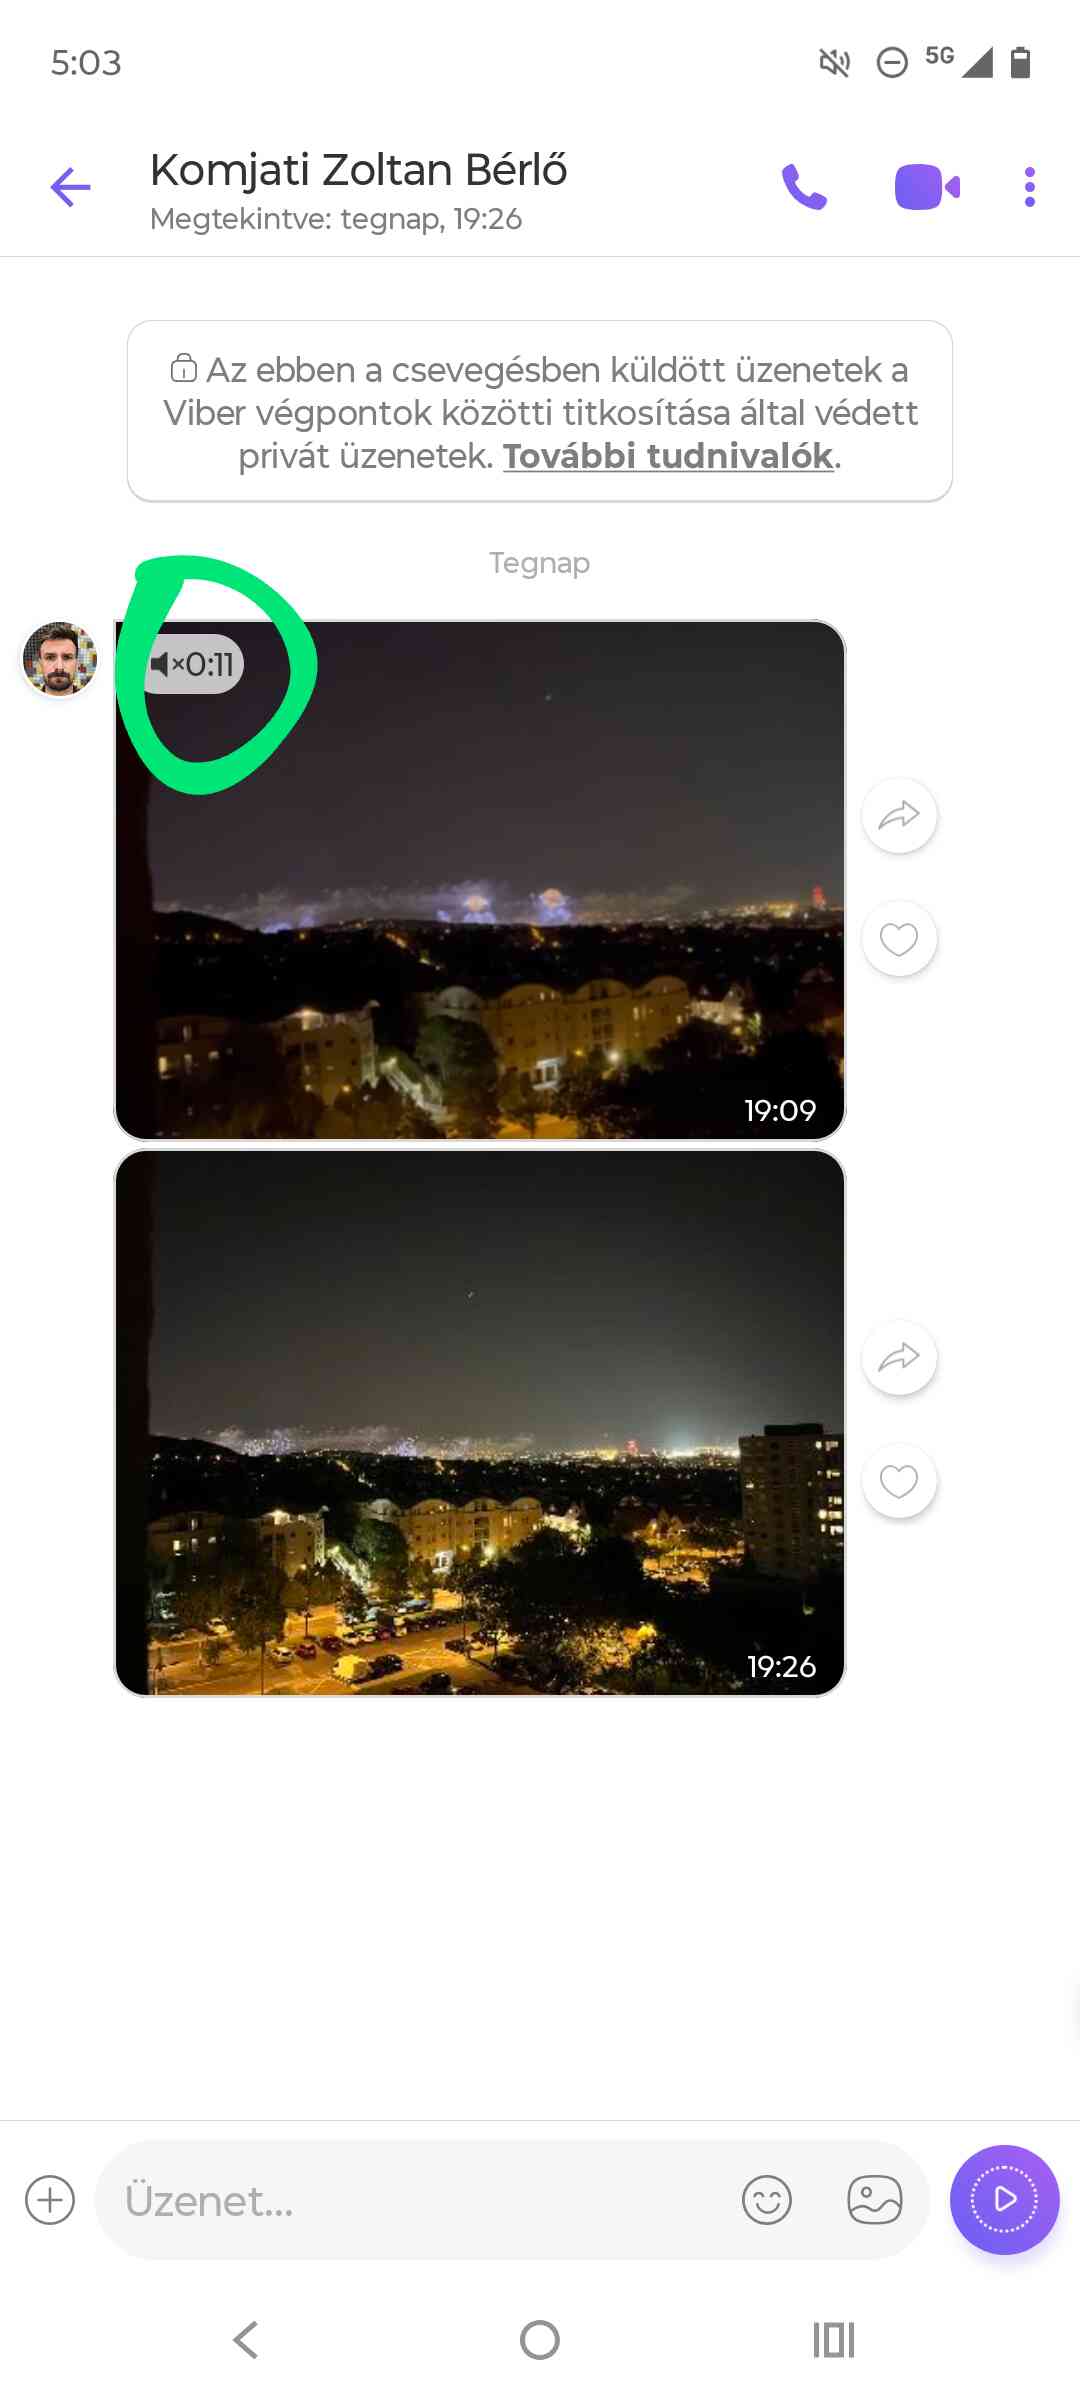 5:03
5G
Komjati Zoltan Bérlő
Megtekintve: tegnap, 19:26
Az ebben a csevegésben küldött üzenetek a
Viber végpontok közötti titkosítása által védett
privát üzenetek. További tudnivalók.
Tegnap
0:11
19:09
19:26
Üzenet...